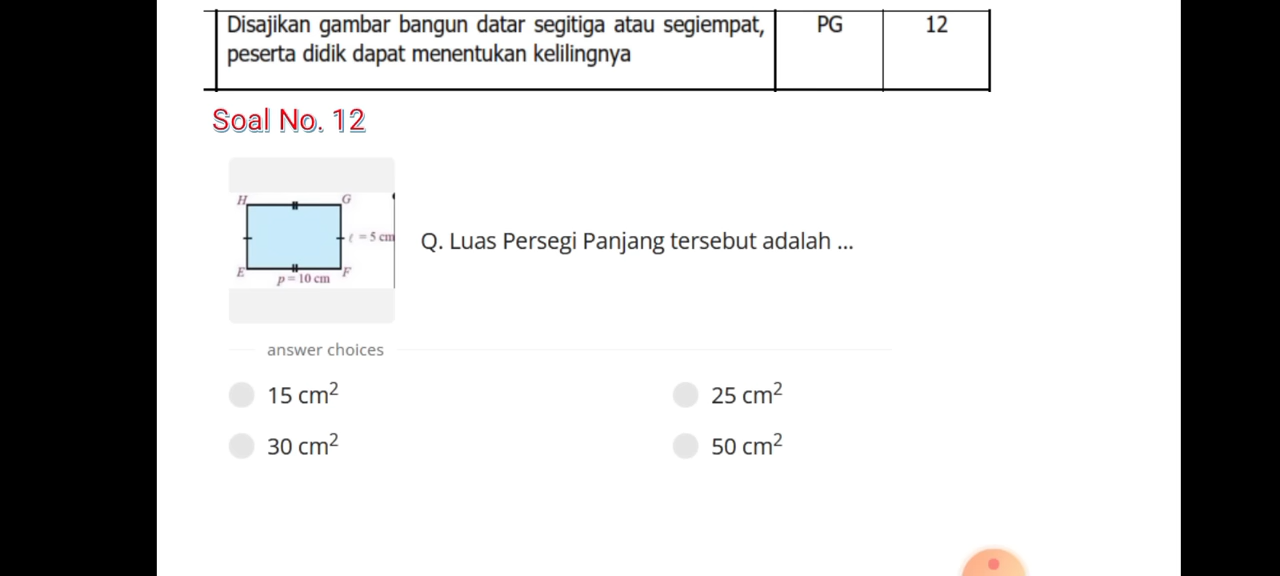 Disajikan gambar bangun datar segitiga atau segiempat,
peserta didik dapat menentukan kelilingnya
PG
12
Soal No. 12
H
G
ℓ = 5 cm
E
F
p = 10 cm
Q. Luas Persegi Panjang tersebut adalah ...
answer choices
15 cm²
25 cm²
30 cm²
50 cm²